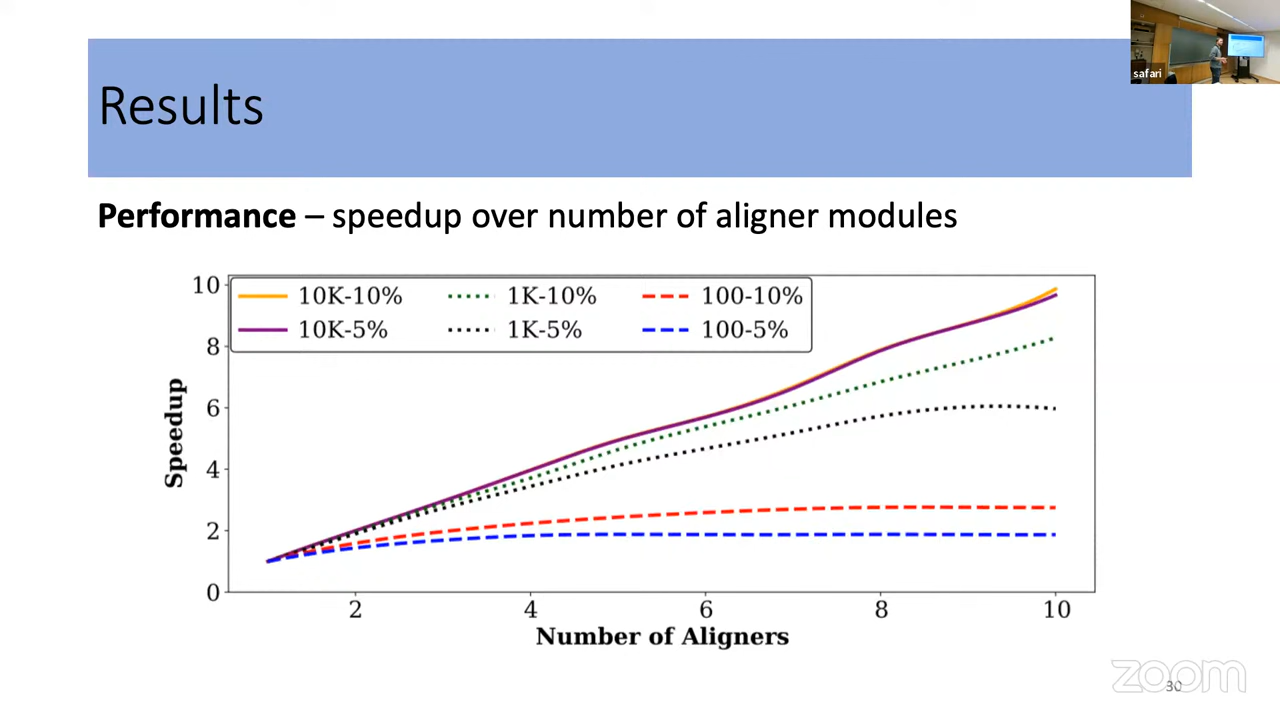 safari
Results
Performance – speedup over number of aligner modules
10K-10% 1K-10% 100-10%
10K-5% 1K-5% 100-5%
10
8
6
4
2
0
Speedup
2 4 6 8 10
Number of Aligners
zoom
30